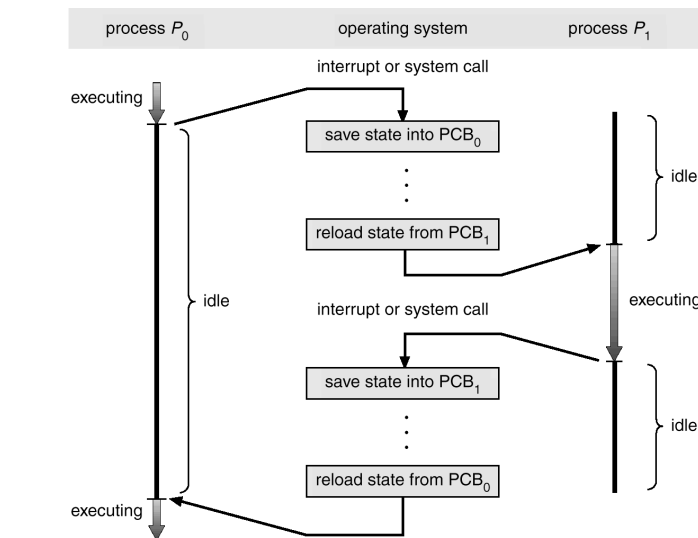 process P0 operating system process P1
interrupt or system call
executing
save state into PCB0
idle
reload state from PCB1
idle
executing
interrupt or system call
save state into PCB1
idle
reload state from PCB0
executing